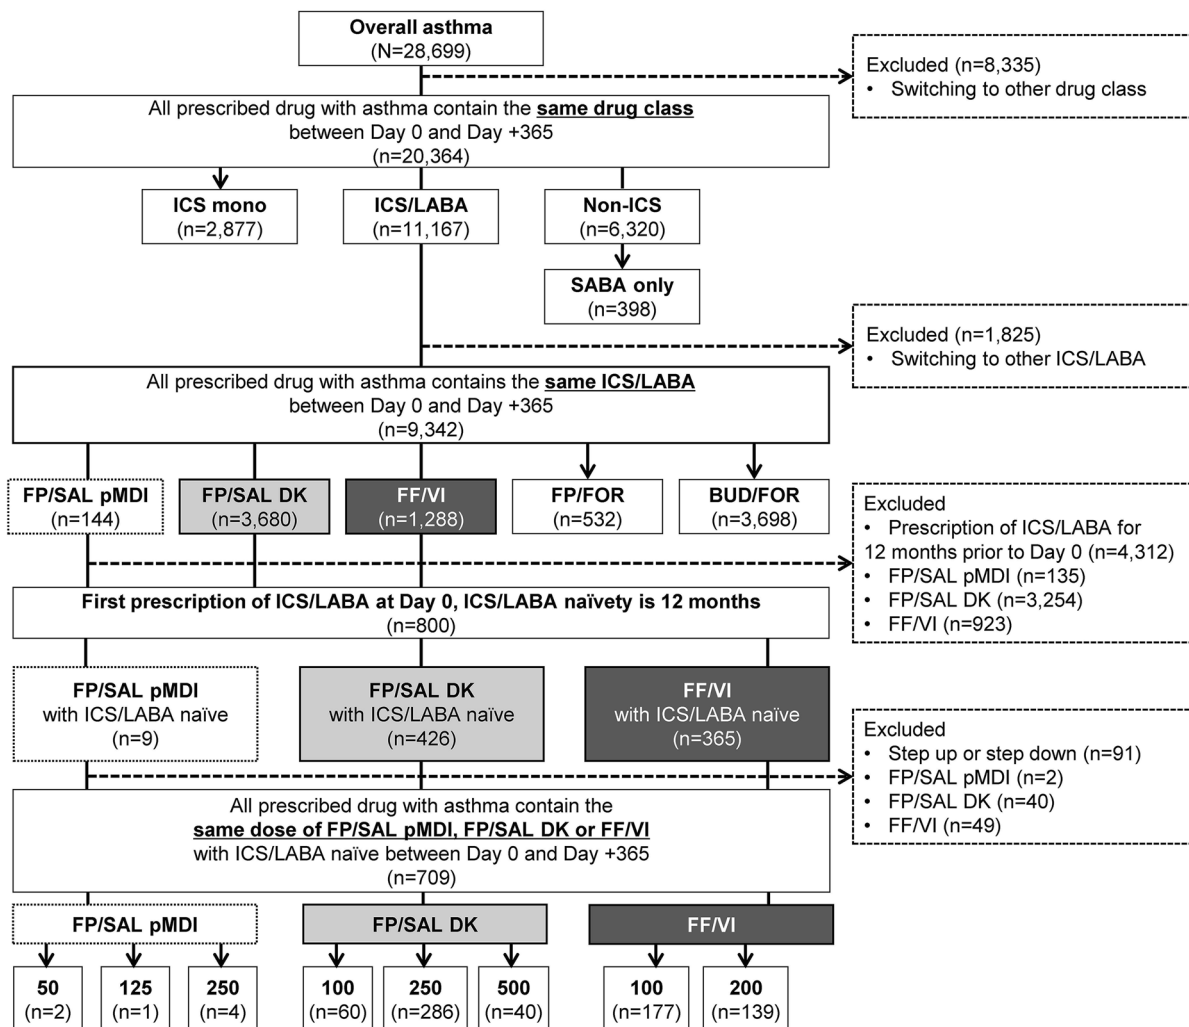 Overall asthma
(N=28,699)
Excluded (n=8,335)
• Switching to other drug class
All prescribed drug with asthma contain the same drug class
between Day 0 and Day +365
(n=20,364)
ICS mono
(n=2,877)
ICS/LABA
(n=11,167)
Non-ICS
(n=6,320)
SABA only
(n=398)
Excluded (n=1,825)
• Switching to other ICS/LABA
All prescribed drug with asthma contains the same ICS/LABA
between Day 0 and Day +365
(n=9,342)
FP/SAL pMDI
(n=144)
FP/SAL DK
(n=3,680)
FF/VI
(n=1,288)
FP/FOR
(n=532)
BUD/FOR
(n=3,698)
Excluded
• Prescription of ICS/LABA for
12 months prior to Day 0 (n=4,312)
• FP/SAL pMDI (n=135)
• FP/SAL DK (n=3,254)
• FF/VI (n=923)
First prescription of ICS/LABA at Day 0, ICS/LABA naïvety is 12 months
(n=800)
FP/SAL pMDI
with ICS/LABA naïve
(n=9)
FP/SAL DK
with ICS/LABA naïve
(n=426)
FF/VI
with ICS/LABA naïve
(n=365)
Excluded
• Step up or step down (n=91)
• FP/SAL pMDI (n=2)
• FP/SAL DK (n=40)
• FF/VI (n=49)
All prescribed drug with asthma contain the
same dose of FP/SAL pMDI, FP/SAL DK or FF/VI
with ICS/LABA naïve between Day 0 and Day +365
(n=709)
FP/SAL pMDI
FP/SAL DK
FF/VI
50
(n=2)
125
(n=1)
250
(n=4)
100
(n=60)
250
(n=286)
500
(n=40)
100
(n=177)
200
(n=139)